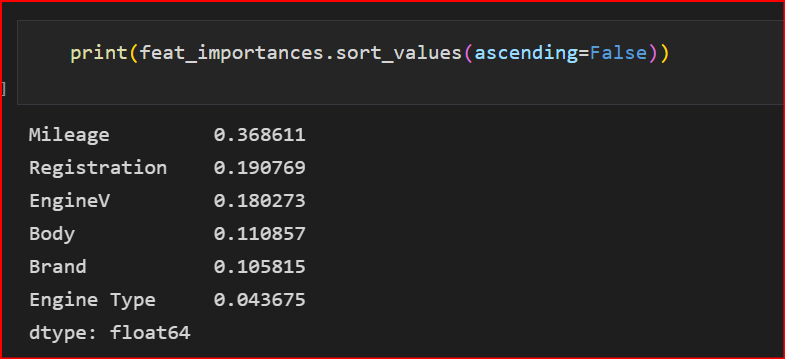 print(feat_importances.sort_values(ascending=False))
]
Mileage 0.368611
Registration 0.190769
EngineV 0.180273
Body 0.110857
Brand 0.105815
Engine Type 0.043675
dtype: float64